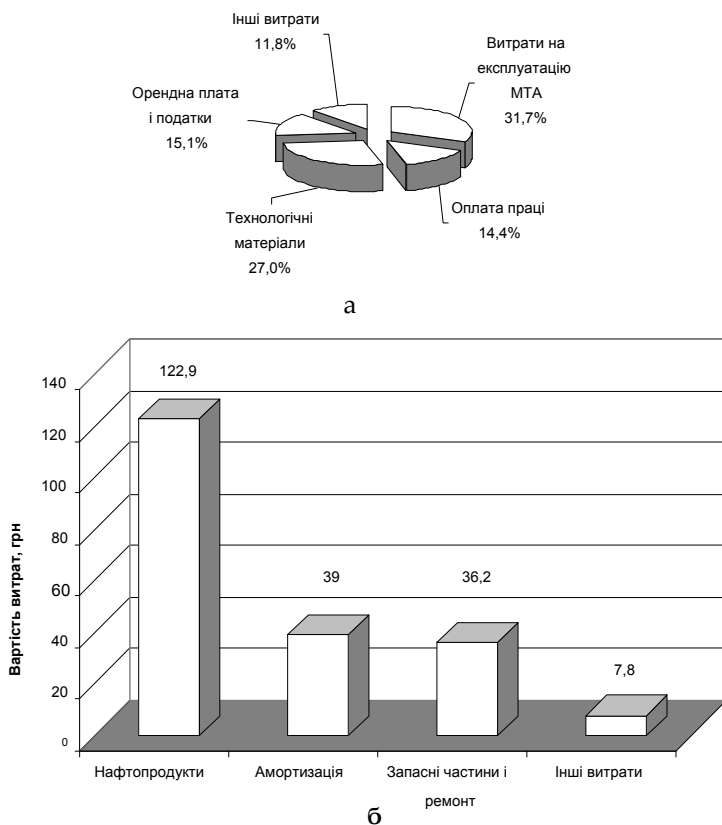 Інші витрати
11,8%
Витрати на
експлуатацію
МТА
31,7%
Орендна плата
і податки
15,1%
Оплата праці
14,4%
Технологічні
матеріали
27,0%
а
140
120
100
80
60
40
20
0
Вартість витрат, грн
122,9
39
36,2
7,8
Нафтопродукти
Амортизація
Запасні частини і
ремонт
Інші витрати
б